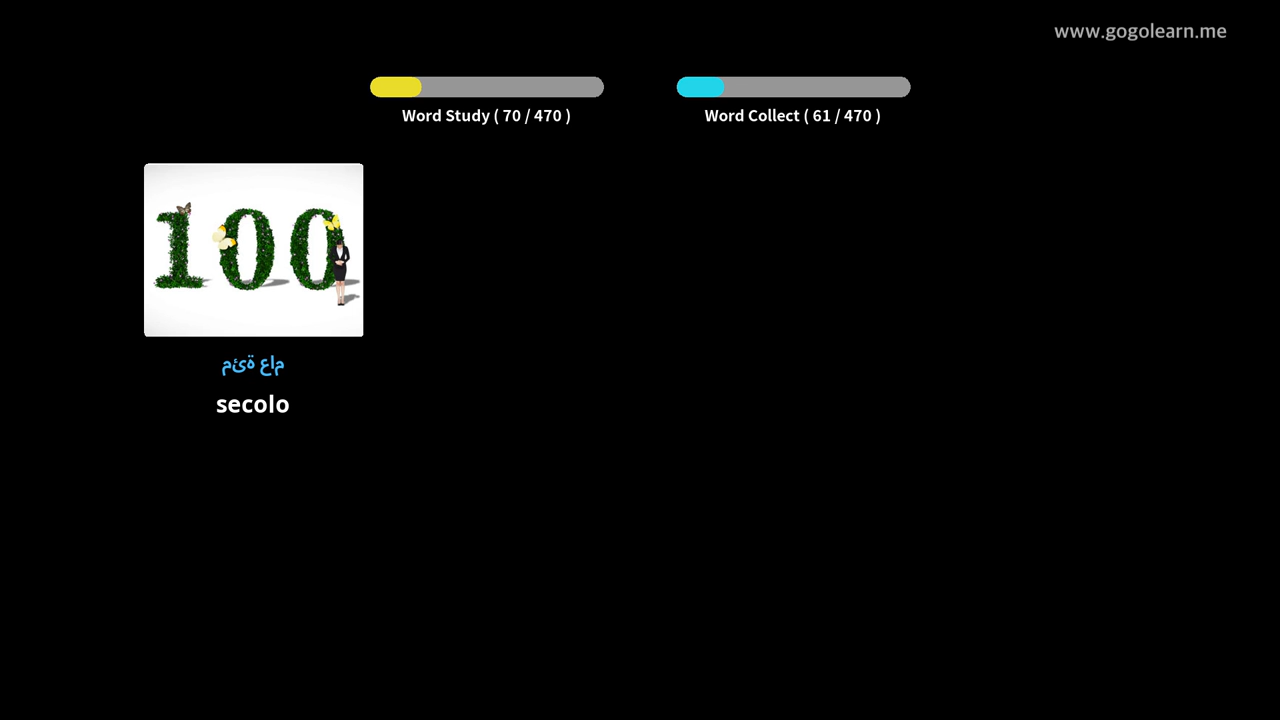 www.gogolearn.me
Word Study ( 70 / 470 )
Word Collect ( 61 / 470 )
100
مئة عام
secolo